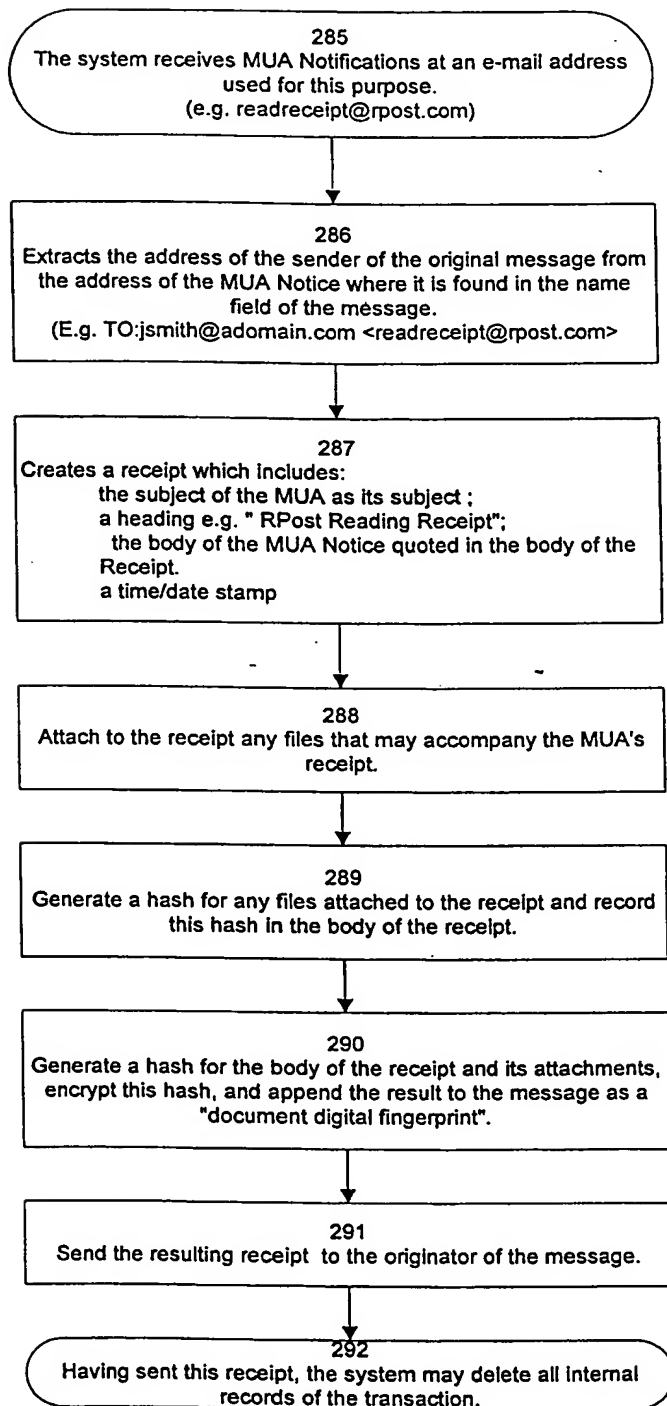 285
The system receives MUA Notifications at an e-mail address
used for this purpose.
(e.g. readreceipt@rpost.com)
286
Extracts the address of the sender of the original message from
the address of the MUA Notice where it is found in the name
field of the message.
(E.g. TO:jsmith@adomain.com <readreceipt@rpost.com>
287
Creates a receipt which includes:
the subject of the MUA as its subject ;
a heading e.g. " RPost Reading Receipt";
the body of the MUA Notice quoted in the body of the
Receipt.
a time/date stamp
288
Attach to the receipt any files that may accompany the MUA's
receipt.
289
Generate a hash for any files attached to the receipt and record
this hash in the body of the receipt.
290
Generate a hash for the body of the receipt and its attachments,
encrypt this hash, and append the result to the message as a
"document digital fingerprint".
291
Send the resulting receipt to the originator of the message.
292
Having sent this receipt, the system may delete all internal
records of the transaction.